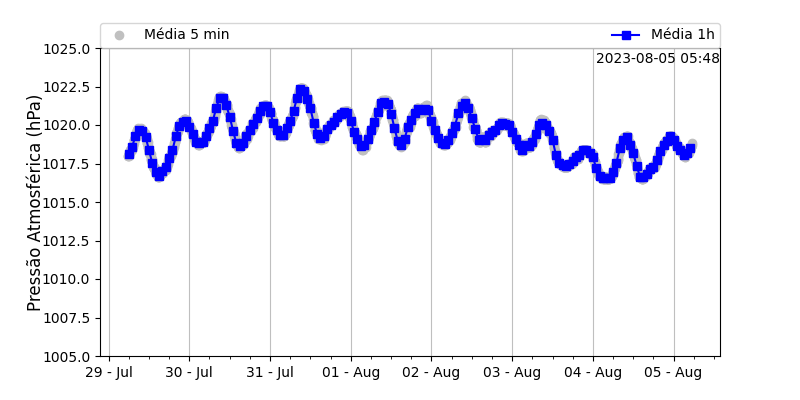 Média 5 min
Média 1h
2023-08-05 05:48
Pressão Atmosférica (hPa)
1025.0
1022.5
1020.0
1017.5
1015.0
1012.5
1010.0
1007.5
1005.0
29 - Jul
30 - Jul
31 - Jul
01 - Aug
02 - Aug
03 - Aug
04 - Aug
05 - Aug